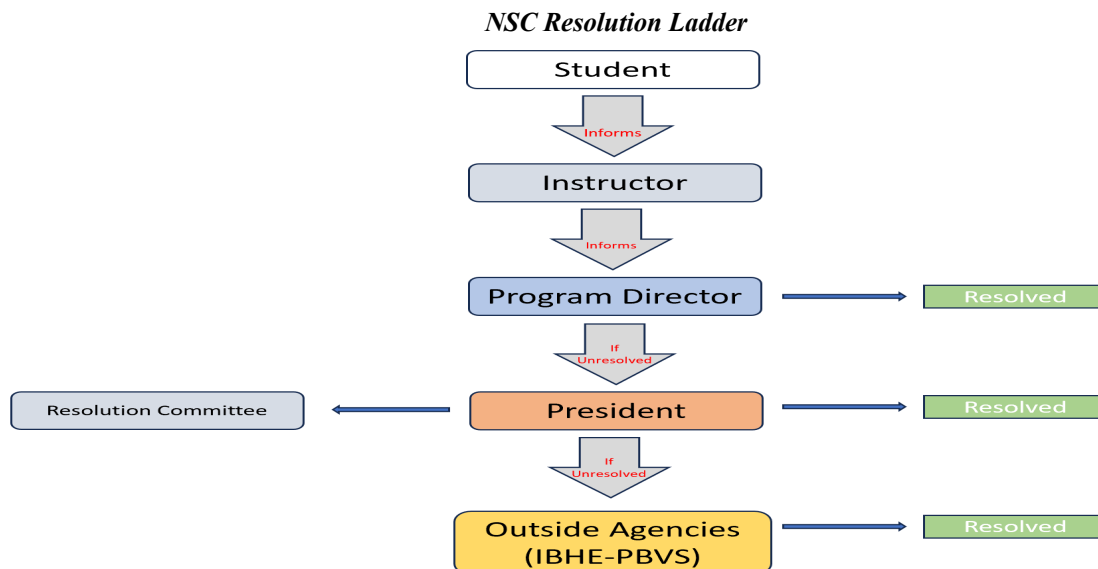 NSC Resolution Ladder
Student
Informs
Instructor
Informs
Program Director
Resolved
If
Unresolved
Resolution Committee
President
Resolved
If
Unresolved
Outside Agencies
(IBHE-PBVS)
Resolved